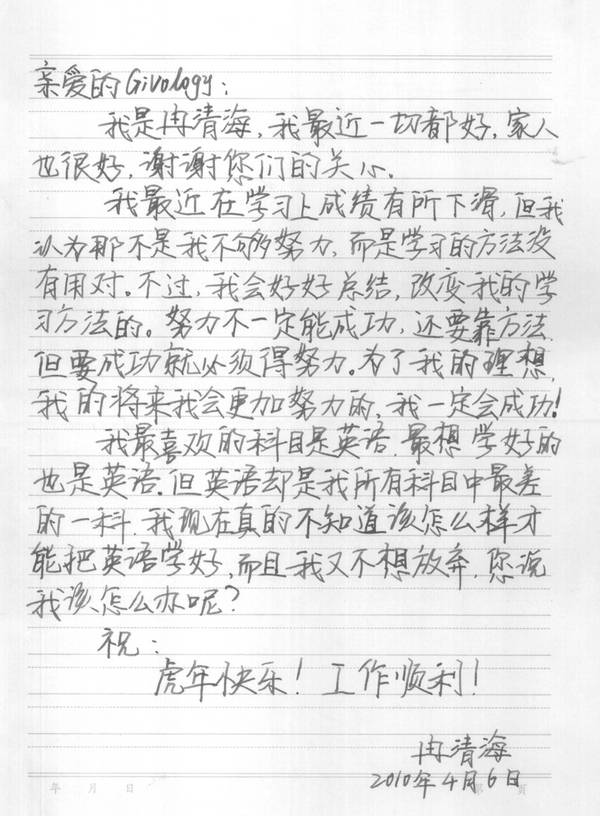 亲爱的Givology:
我是冉清海,我最近一切都好,家人
也很好,谢谢您们的关心.
我最近在学习上成绩有所下滑,但我
认为那不是我不够努力,而是学习的方法没
有用对。不过,我会好好总结,改变我的学
习方法的。努力不一定能成功,还要靠方法.
但要成功就必须得努力。为了我的理想,
我的将来我会更加努力的,我一定会成功!
我最喜欢的科目是英语.最想学好的
也是英语.但英语却是我所有科目中最差
的一科.我现在真的不知道该怎么样才
能把英语学好,而且我又不想放弃.您说
我该怎么办呢?
祝:
虎年快乐!工作顺利!
冉清海
2010年4月6日
年 月 日 第 页